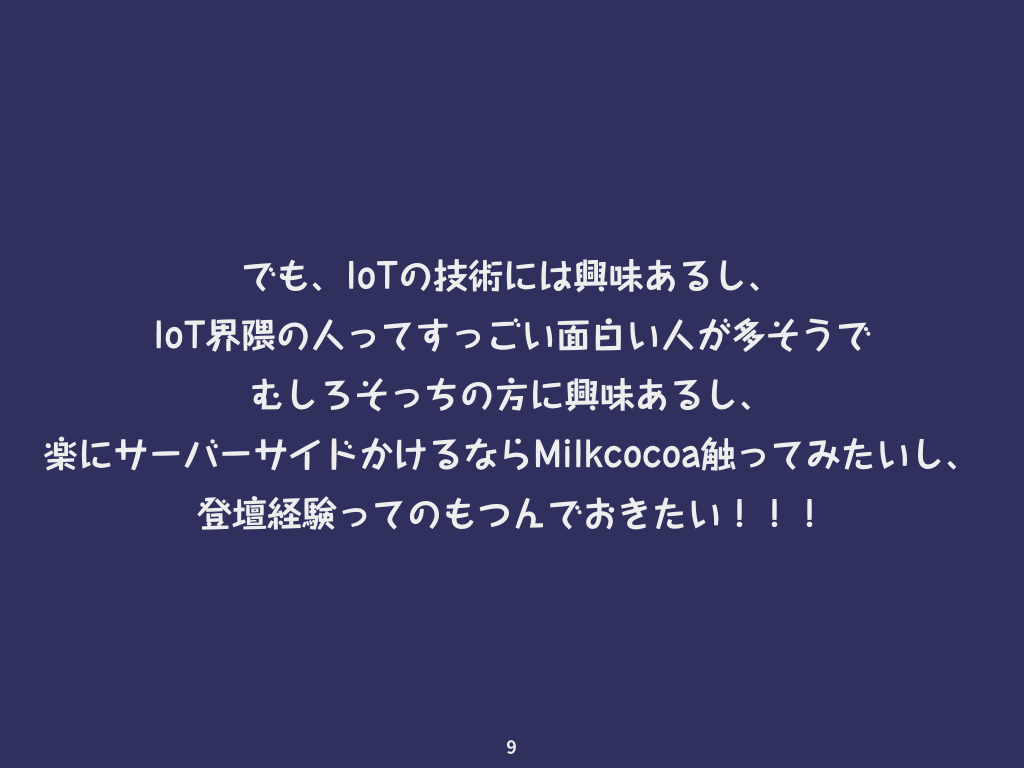 でも、IoTの技術には興味あるし、
IoT界隈の人ってすっごい面白い人が多そうで
むしろそっちの方に興味あるし、
楽にサーバーサイドかけるならMilkcocoa触ってみたいし、
登壇経験ってのもつんでおきたい！！！
9